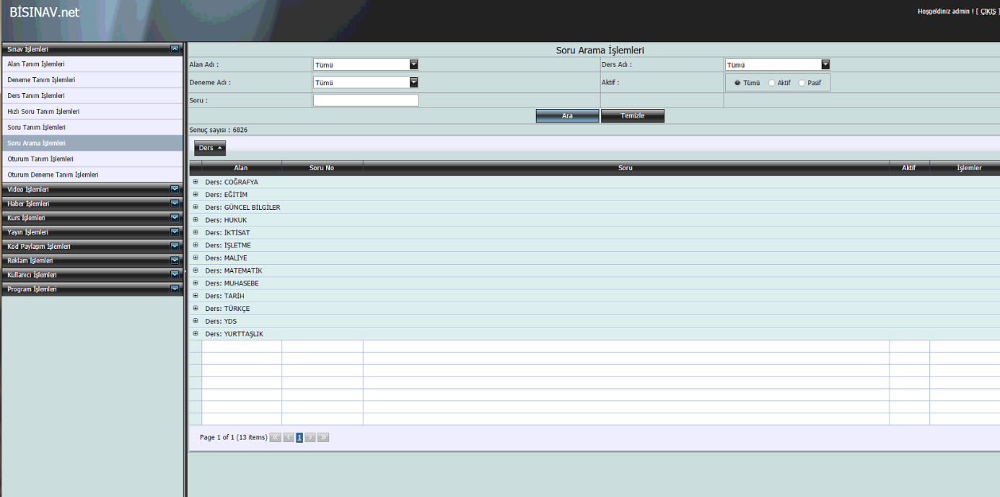 BİSINAV.net
Hoşgeldiniz admin ! [ ÇIKIŞ ]
Sınav İşlemleri
Alan Tanım İşlemleri
Deneme Tanım İşlemleri
Ders Tanım İşlemleri
Hızlı Soru Tanım İşlemleri
Soru Tanım İşlemleri
Soru Arama İşlemleri
Oturum Tanım İşlemleri
Oturum Deneme Tanım İşlemleri
Video İşlemleri
Haber İşlemleri
Kurs İşlemleri
Yayın İşlemleri
Kod Paylaşım İşlemleri
Reklam İşlemleri
Kullanıcı İşlemleri
Program İşlemleri
Soru Arama İşlemleri
Alan Adı : Tümü Ders Adı : Tümü
Deneme Adı : Tümü Aktif : Tümü Aktif Pasif
Soru :
Ara Temizle
Sonuç sayısı : 6826
Ders
Alan Soru No Soru Aktif İşlemler
Ders: COĞRAFYA
Ders: EĞİTİM
Ders: GÜNCEL BİLGİLER
Ders: HUKUK
Ders: İKTİSAT
Ders: İŞLETME
Ders: MALİYE
Ders: MATEMATİK
Ders: MUHASEBE
Ders: TARİH
Ders: TÜRKÇE
Ders: YDS
Ders: YURTTAŞLIK
Page 1 of 1 (13 items) « < 1 > »